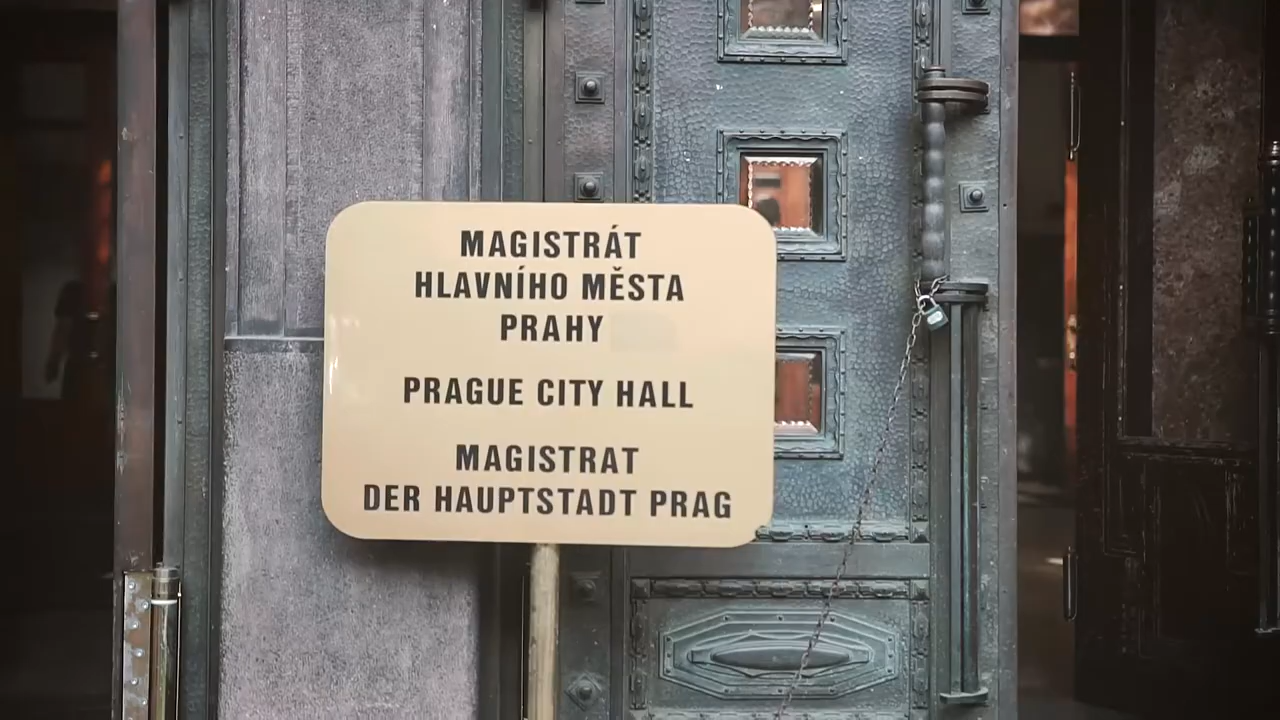 MAGISTRÁT
HLAVNÍHO MĚSTA
PRAHY
PRAGUE CITY HALL
MAGISTRAT
DER HAUPTSTADT PRAG